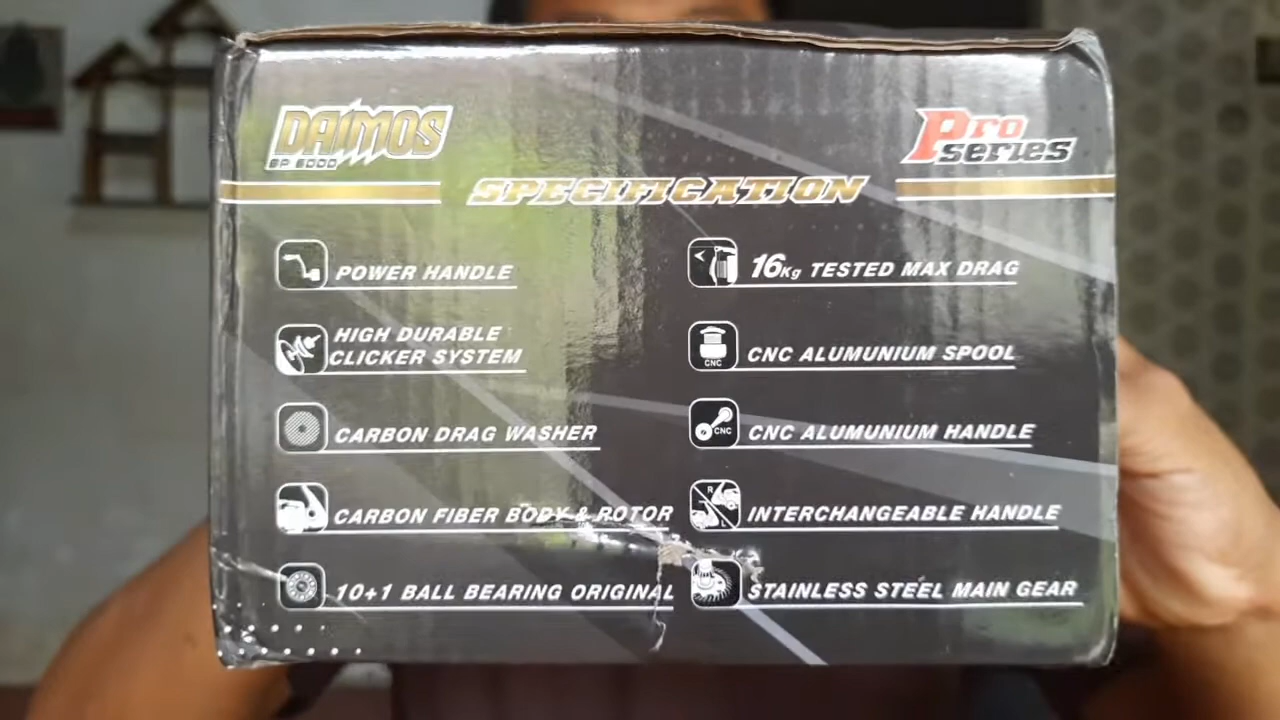 DAIMOS
SP 6000
Pro
series
SPECIFICATION
POWER HANDLE
HIGH DURABLE
CLICKER SYSTEM
CARBON DRAG WASHER
CARBON FIBER BODY & ROTOR
10+1 BALL BEARING ORIGINAL
16Kg TESTED MAX DRAG
CNC
CNC ALUMUNIUM SPOOL
CNC
CNC ALUMUNIUM HANDLE
R
L
INTERCHANGEABLE HANDLE
STAINLESS STEEL MAIN GEAR